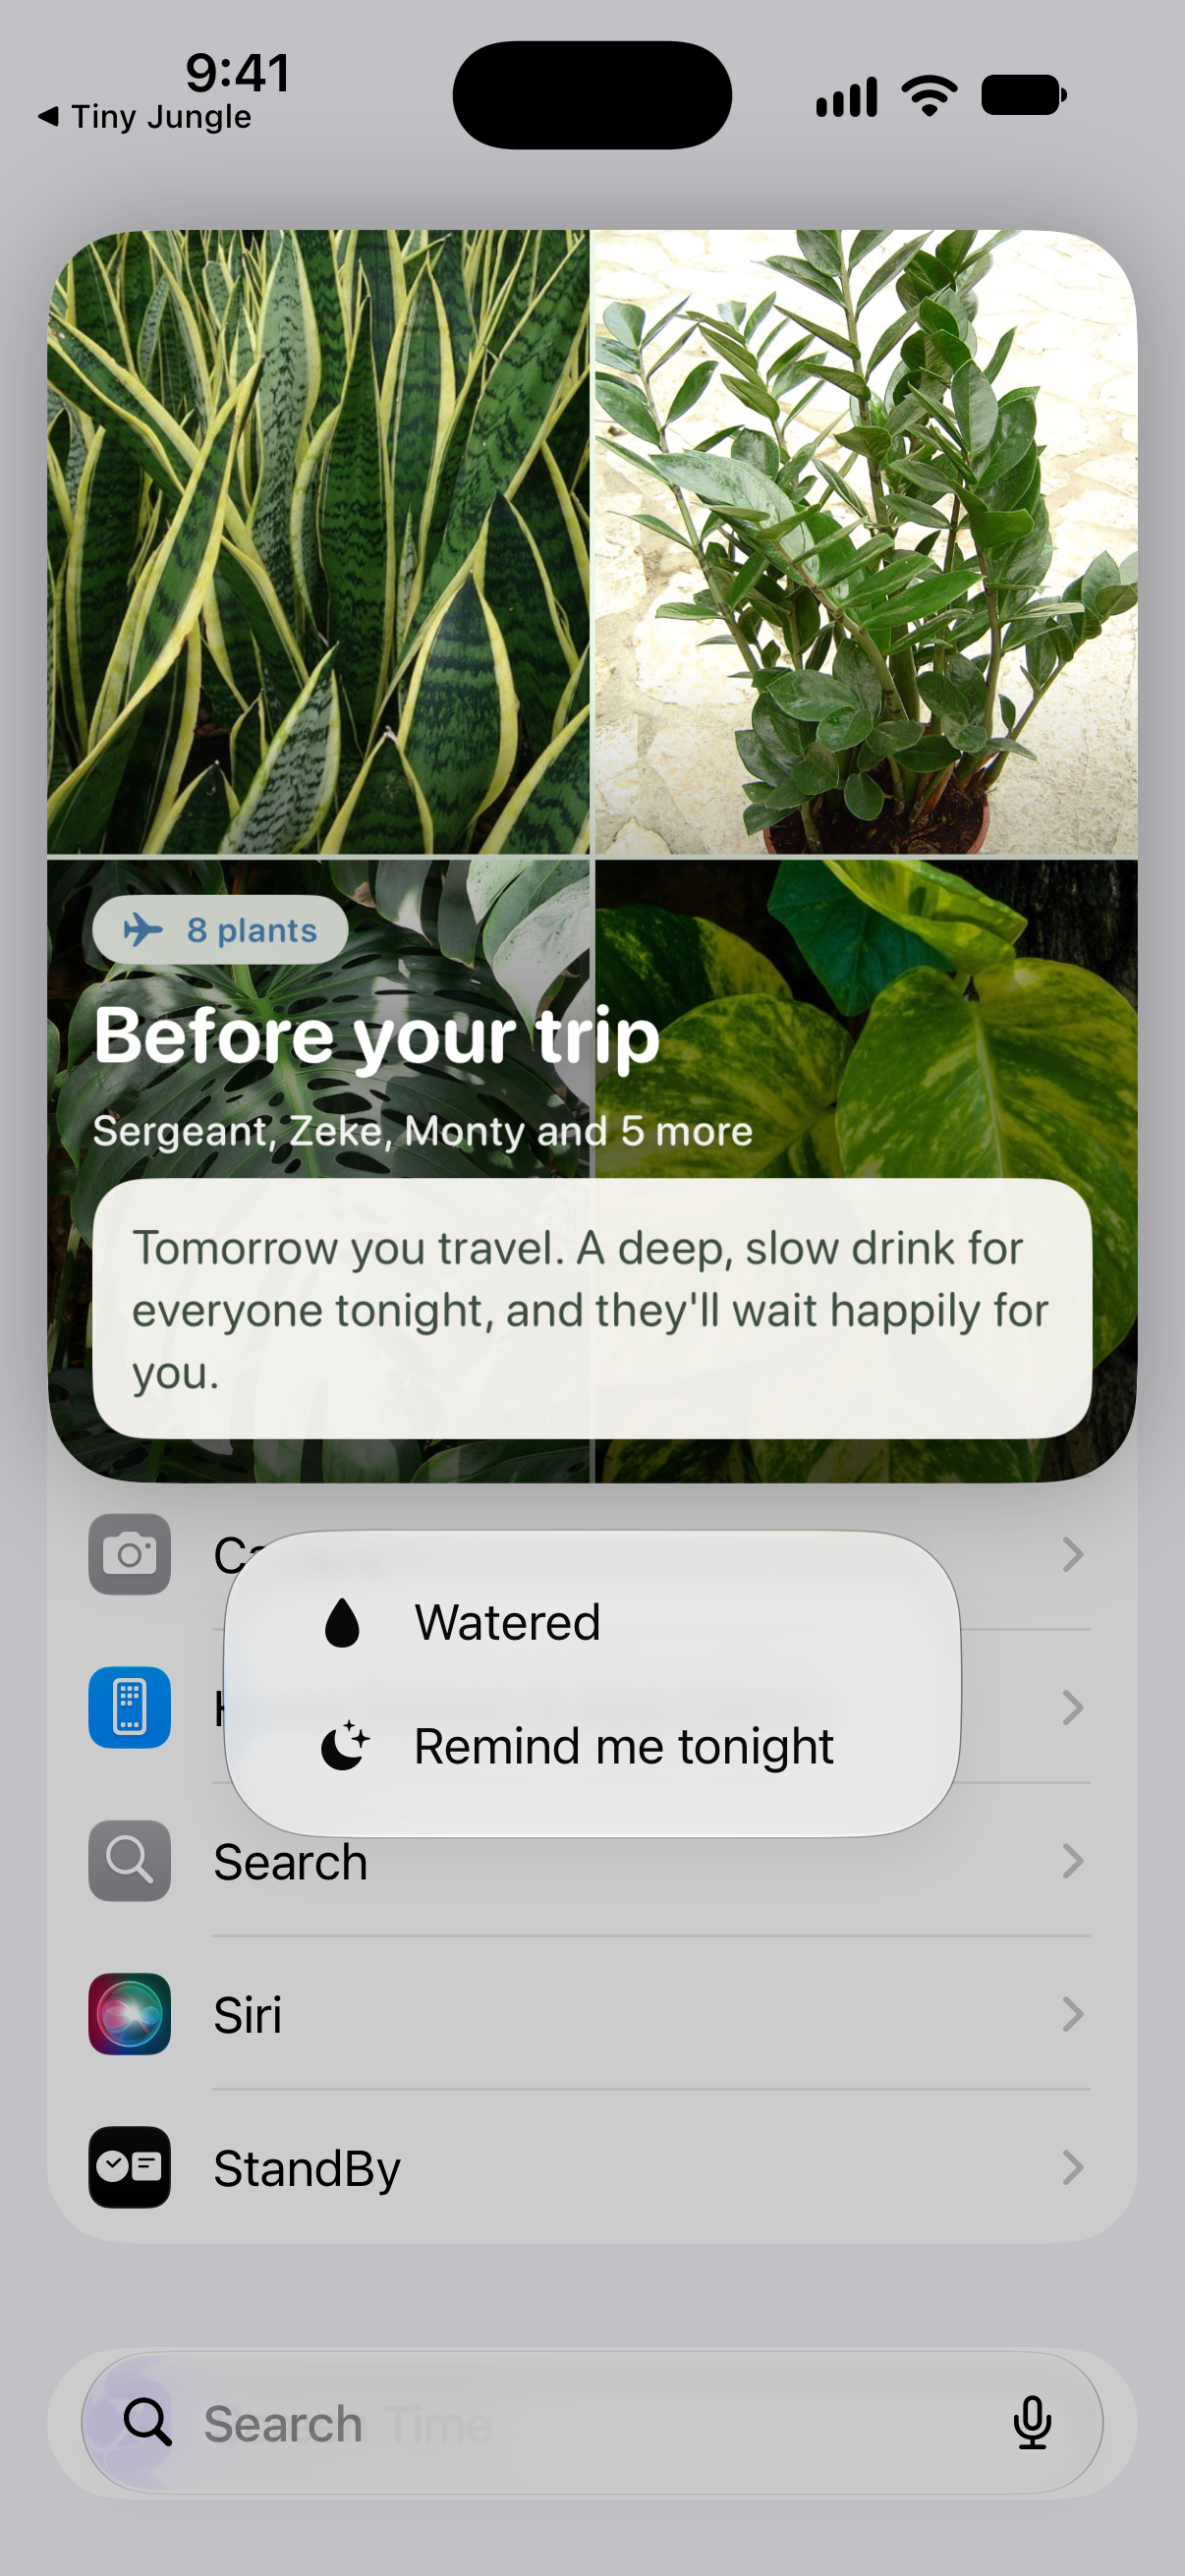 9:41
Tiny Jungle
8 plants
Before your trip
Sergeant, Zeke, Monty and 5 more
Tomorrow you travel. A deep, slow drink for
everyone tonight, and they'll wait happily for
you.
Watered
Remind me tonight
Search
Siri
StandBy
Search
Time